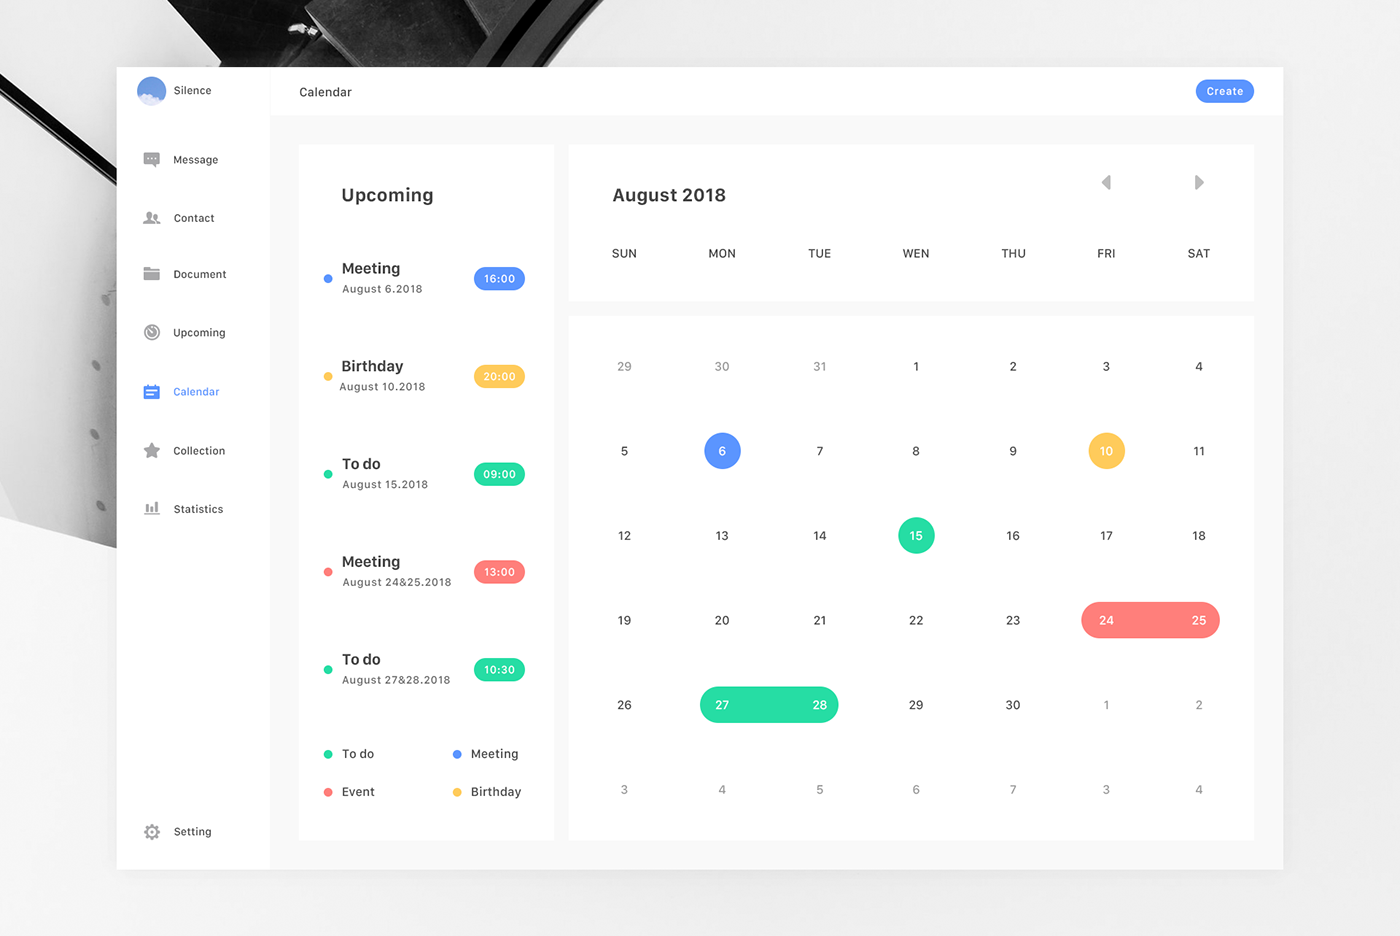 Silence
Calendar
Create
Message
Contact
Document
Upcoming
Calendar
Collection
Statistics
Setting
Upcoming
Meeting
August 6.2018
16:00
Birthday
August 10.2018
20:00
To do
August 15.2018
09:00
Meeting
August 24&25.2018
13:00
To do
August 27&28.2018
10:30
To do
Meeting
Event
Birthday
August 2018
SUN MON TUE WEN THU FRI SAT
29 30 31 1 2 3 4
5 6 7 8 9 10 11
12 13 14 15 16 17 18
19 20 21 22 23 24 25
26 27 28 29 30 1 2
3 4 5 6 7 3 4